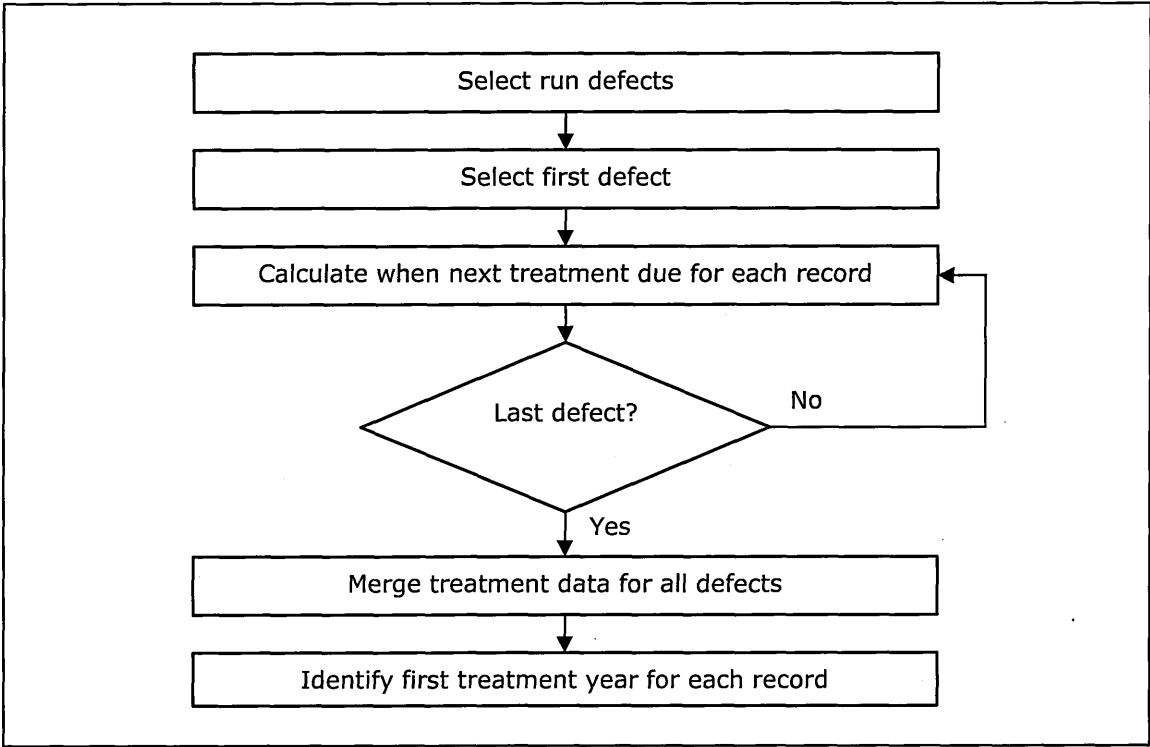 Select run defects
Select first defect
Calculate when next treatment due for each record
Last defect?
No
Yes
Merge treatment data for all defects
Identify first treatment year for each record